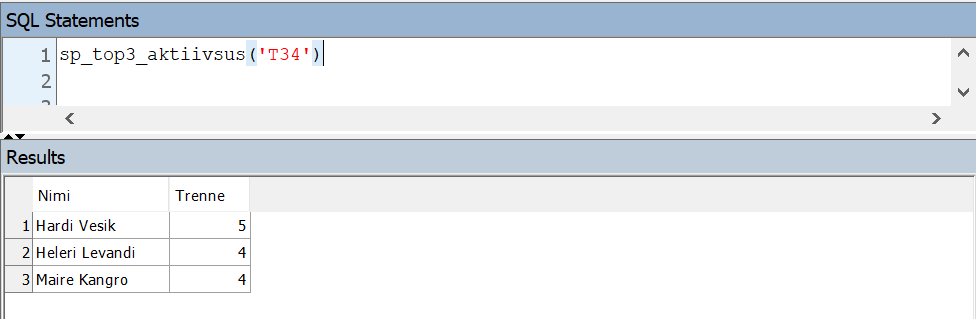 SQL Statements
1 sp_top3_aktiivsus('T34')
2
Results
Nimi Trenne
1 Hardi Vesik 5
2 Heleri Levandi 4
3 Maire Kangro 4